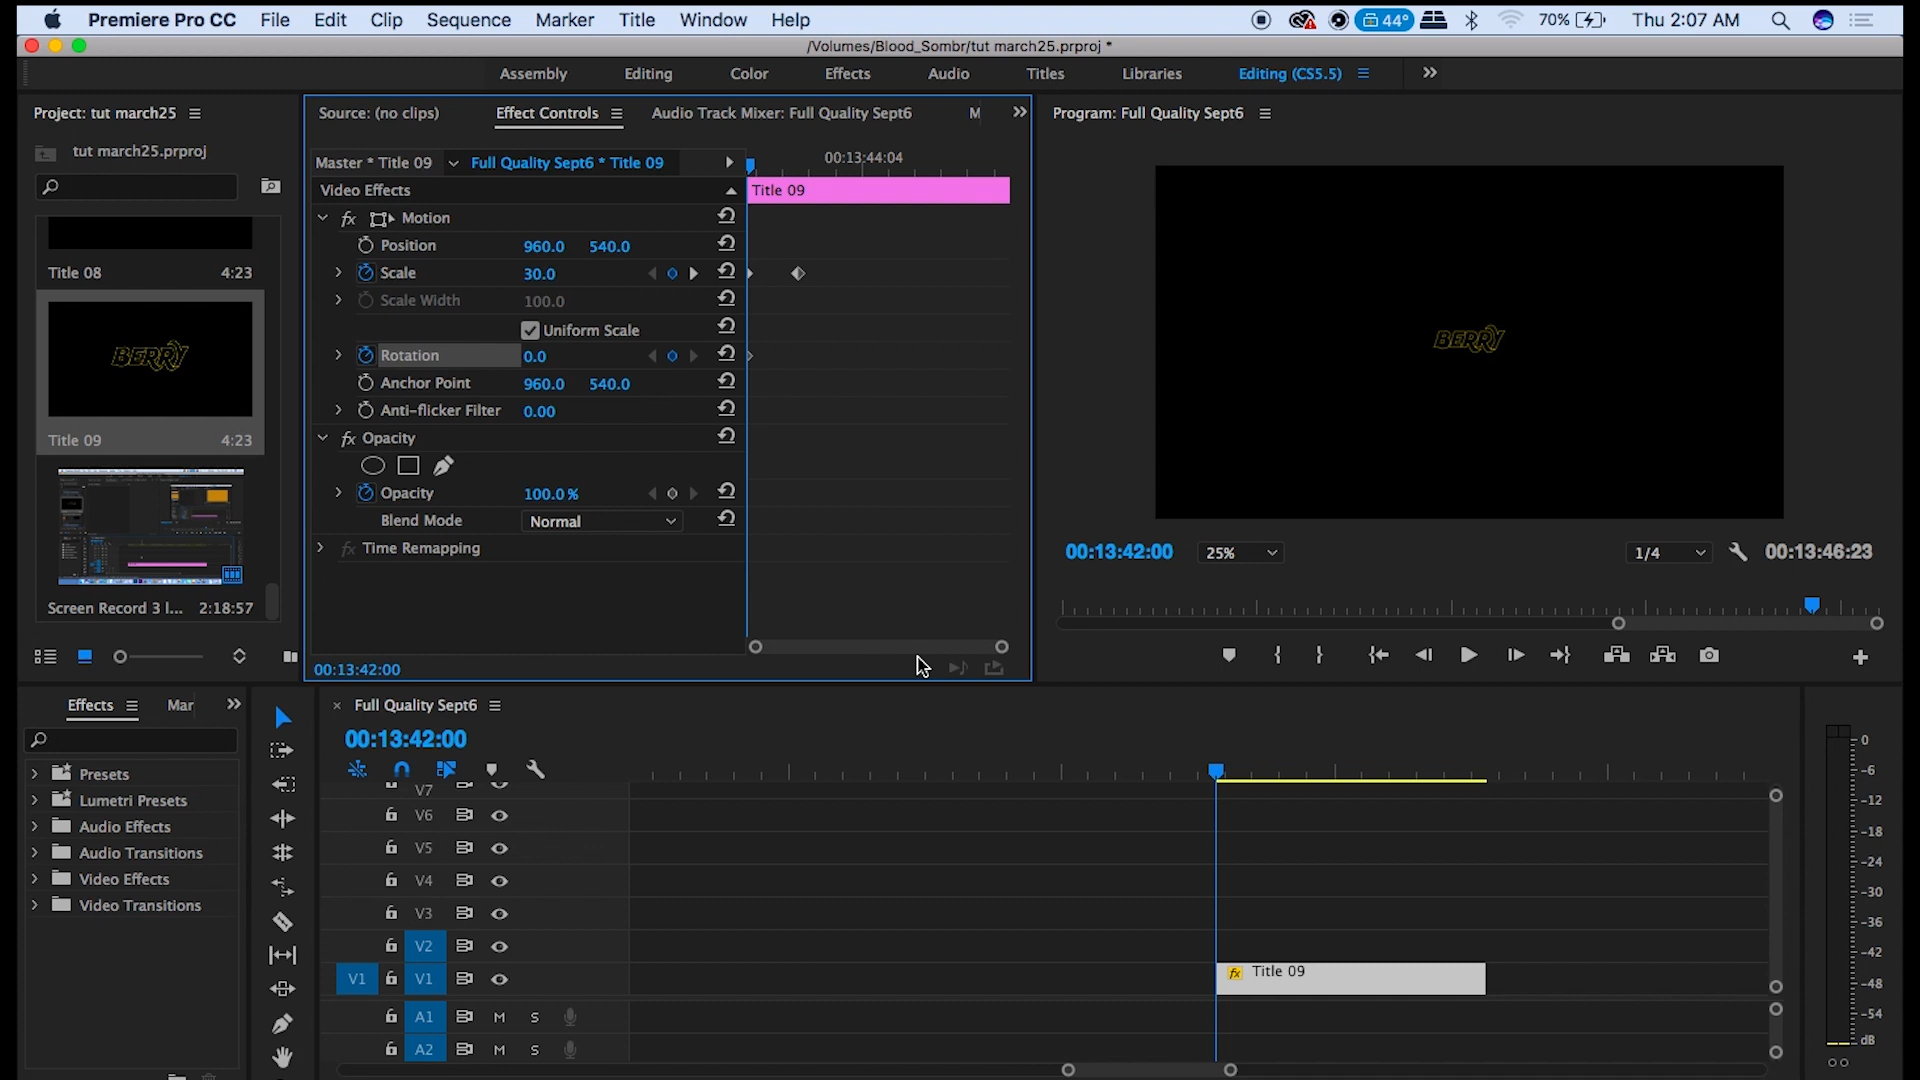 Premiere Pro CC File Edit Clip Sequence Marker Title Window Help 44° 70% Thu 2:07 AM
/Volumes/Blood_Sombr/tut march25.prproj *
Assembly Editing Color Effects Audio Titles Libraries Editing (CS5.5)
Project: tut march25
tut march25.prproj
Title 08 4:23
BERRY
Title 09 4:23
Screen Record 3 l... 2:18:57
Source: (no clips) Effect Controls Audio Track Mixer: Full Quality Sept6 M
Master * Title 09 Full Quality Sept6 * Title 09 00:13:44:04
Video Effects Title 09
fx Motion
Position 960.0 540.0
Scale 30.0
Scale Width 100.0
Uniform Scale
Rotation 0.0
Anchor Point 960.0 540.0
Anti-flicker Filter 0.00
fx Opacity
Opacity 100.0 %
Blend Mode Normal
fx Time Remapping
00:13:42:00
Program: Full Quality Sept6
BERRY
00:13:42:00 25% 1/4 00:13:46:23
Effects Mar
Presets
Lumetri Presets
Audio Effects
Audio Transitions
Video Effects
Video Transitions
× Full Quality Sept6
00:13:42:00
V7
V6
V5
V4
V3
V2
V1 V1 fx Title 09
A1 M S
A2 M S
0
-6
-12
-18
-24
-30
-36
-42
-48
-54
dB